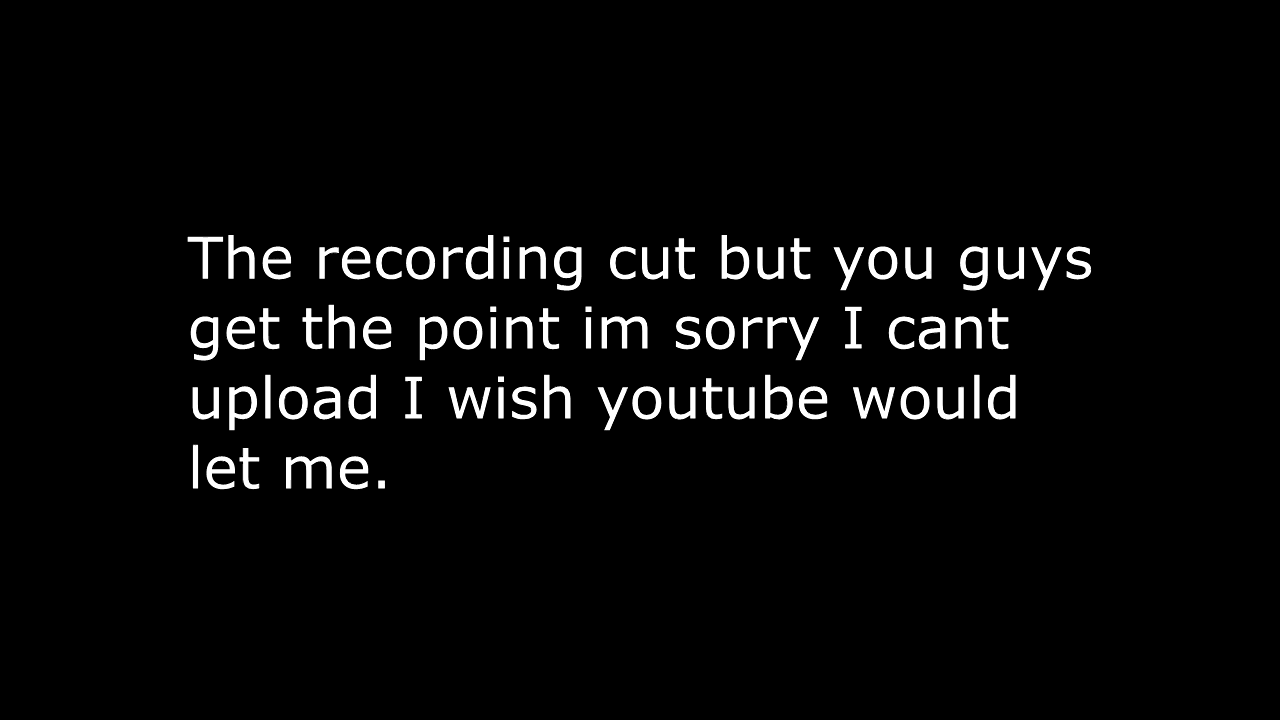 The recording cut but you guys
get the point im sorry I cant
upload I wish youtube would
let me.